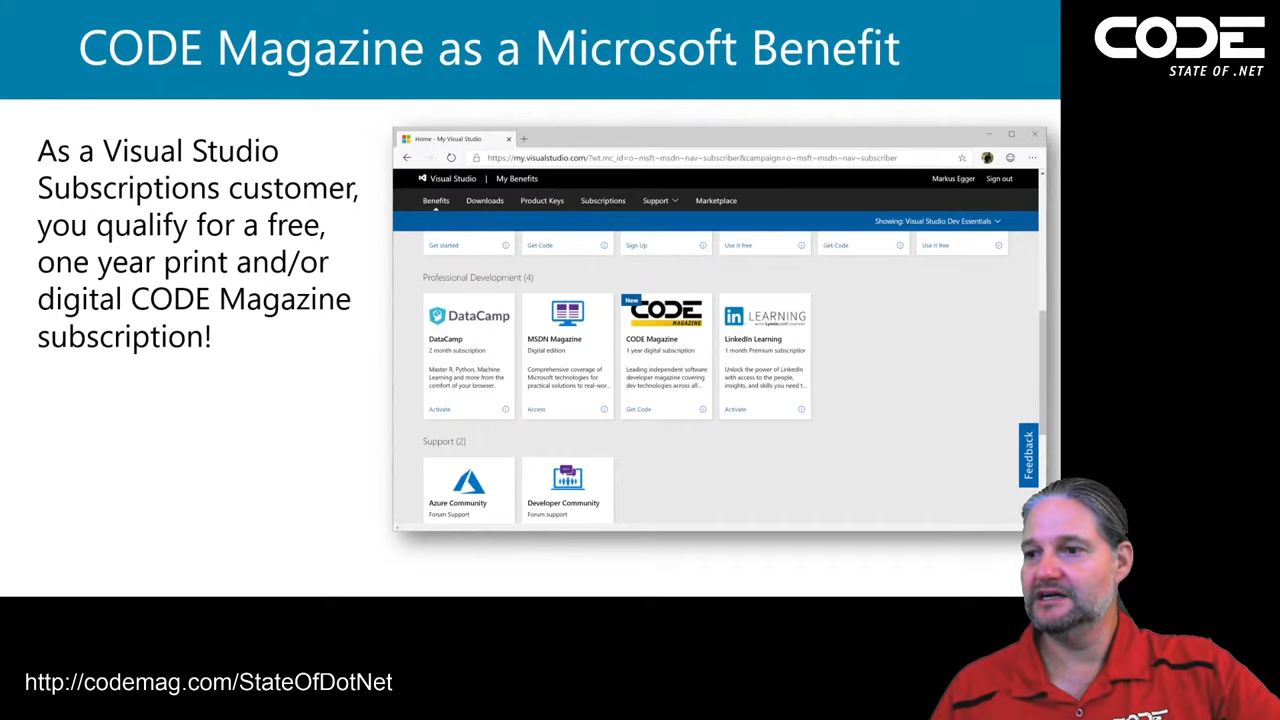 CODE Magazine as a Microsoft Benefit
CODE
STATE OF .NET
As a Visual Studio
Subscriptions customer,
you qualify for a free,
one year print and/or
digital CODE Magazine
subscription!
Home - My Visual Studio
https://my.visualstudio.com/?wt.mc_id=o~msft~msdn~nav~subscriber&campaign=o~msft~msdn~nav~subscriber
Visual Studio | My Benefits
Markus Egger Sign out
Benefits Downloads Product Keys Subscriptions Support Marketplace
Showing: Visual Studio Dev Essentials
Get started Get Code Sign Up Use it free Get Code Use it free
Professional Development (4)
DataCamp
DataCamp
2 month subscription
Master R, Python, Machine
Learning and more from the
comfort of your browser.
Activate
MSDN Magazine
Digital edition
Comprehensive coverage of
Microsoft technologies for
practical solutions to real-wor...
Access
New
CODE
MAGAZINE
CODE Magazine
1 year digital subscription
Leading independent software
developer magazine covering
dev technologies across all...
Get Code
in LEARNING
WITH Lynda.com CONTENT
LinkedIn Learning
1 month Premium subscription
Unlock the power of LinkedIn
with access to the people,
insights, and skills you need t...
Activate
Support (2)
Azure Community
Forum Support
Developer Community
Forum support
Feedback
http://codemag.com/StateOfDotNet
CODE